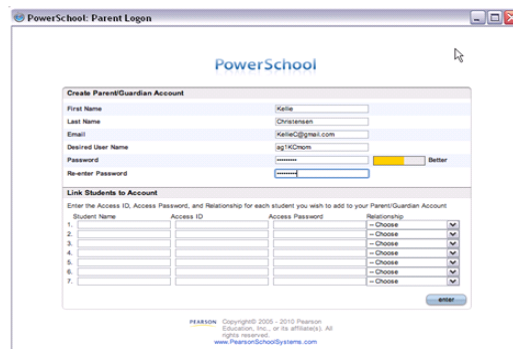 PowerSchool: Parent Logon
PowerSchool
Create Parent/Guardian Account
First Name Kellie
Last Name Christensen
Email KellieC@gmail.com
Desired User Name ag1KCmom
Password ••••••••• Better
Re-enter Password •••••••••
Link Students to Account
Enter the Access ID, Access Password, and Relationship for each student you wish to add to your Parent/Guardian Account
Student Name Access ID Access Password Relationship
1. -- Choose
2. -- Choose
3. -- Choose
4. -- Choose
5. -- Choose
6. -- Choose
7. -- Choose
enter
PEARSON Copyright© 2005 - 2010 Pearson
Education, Inc., or its affiliate(s). All
rights reserved.
www.PearsonSchoolSystems.com